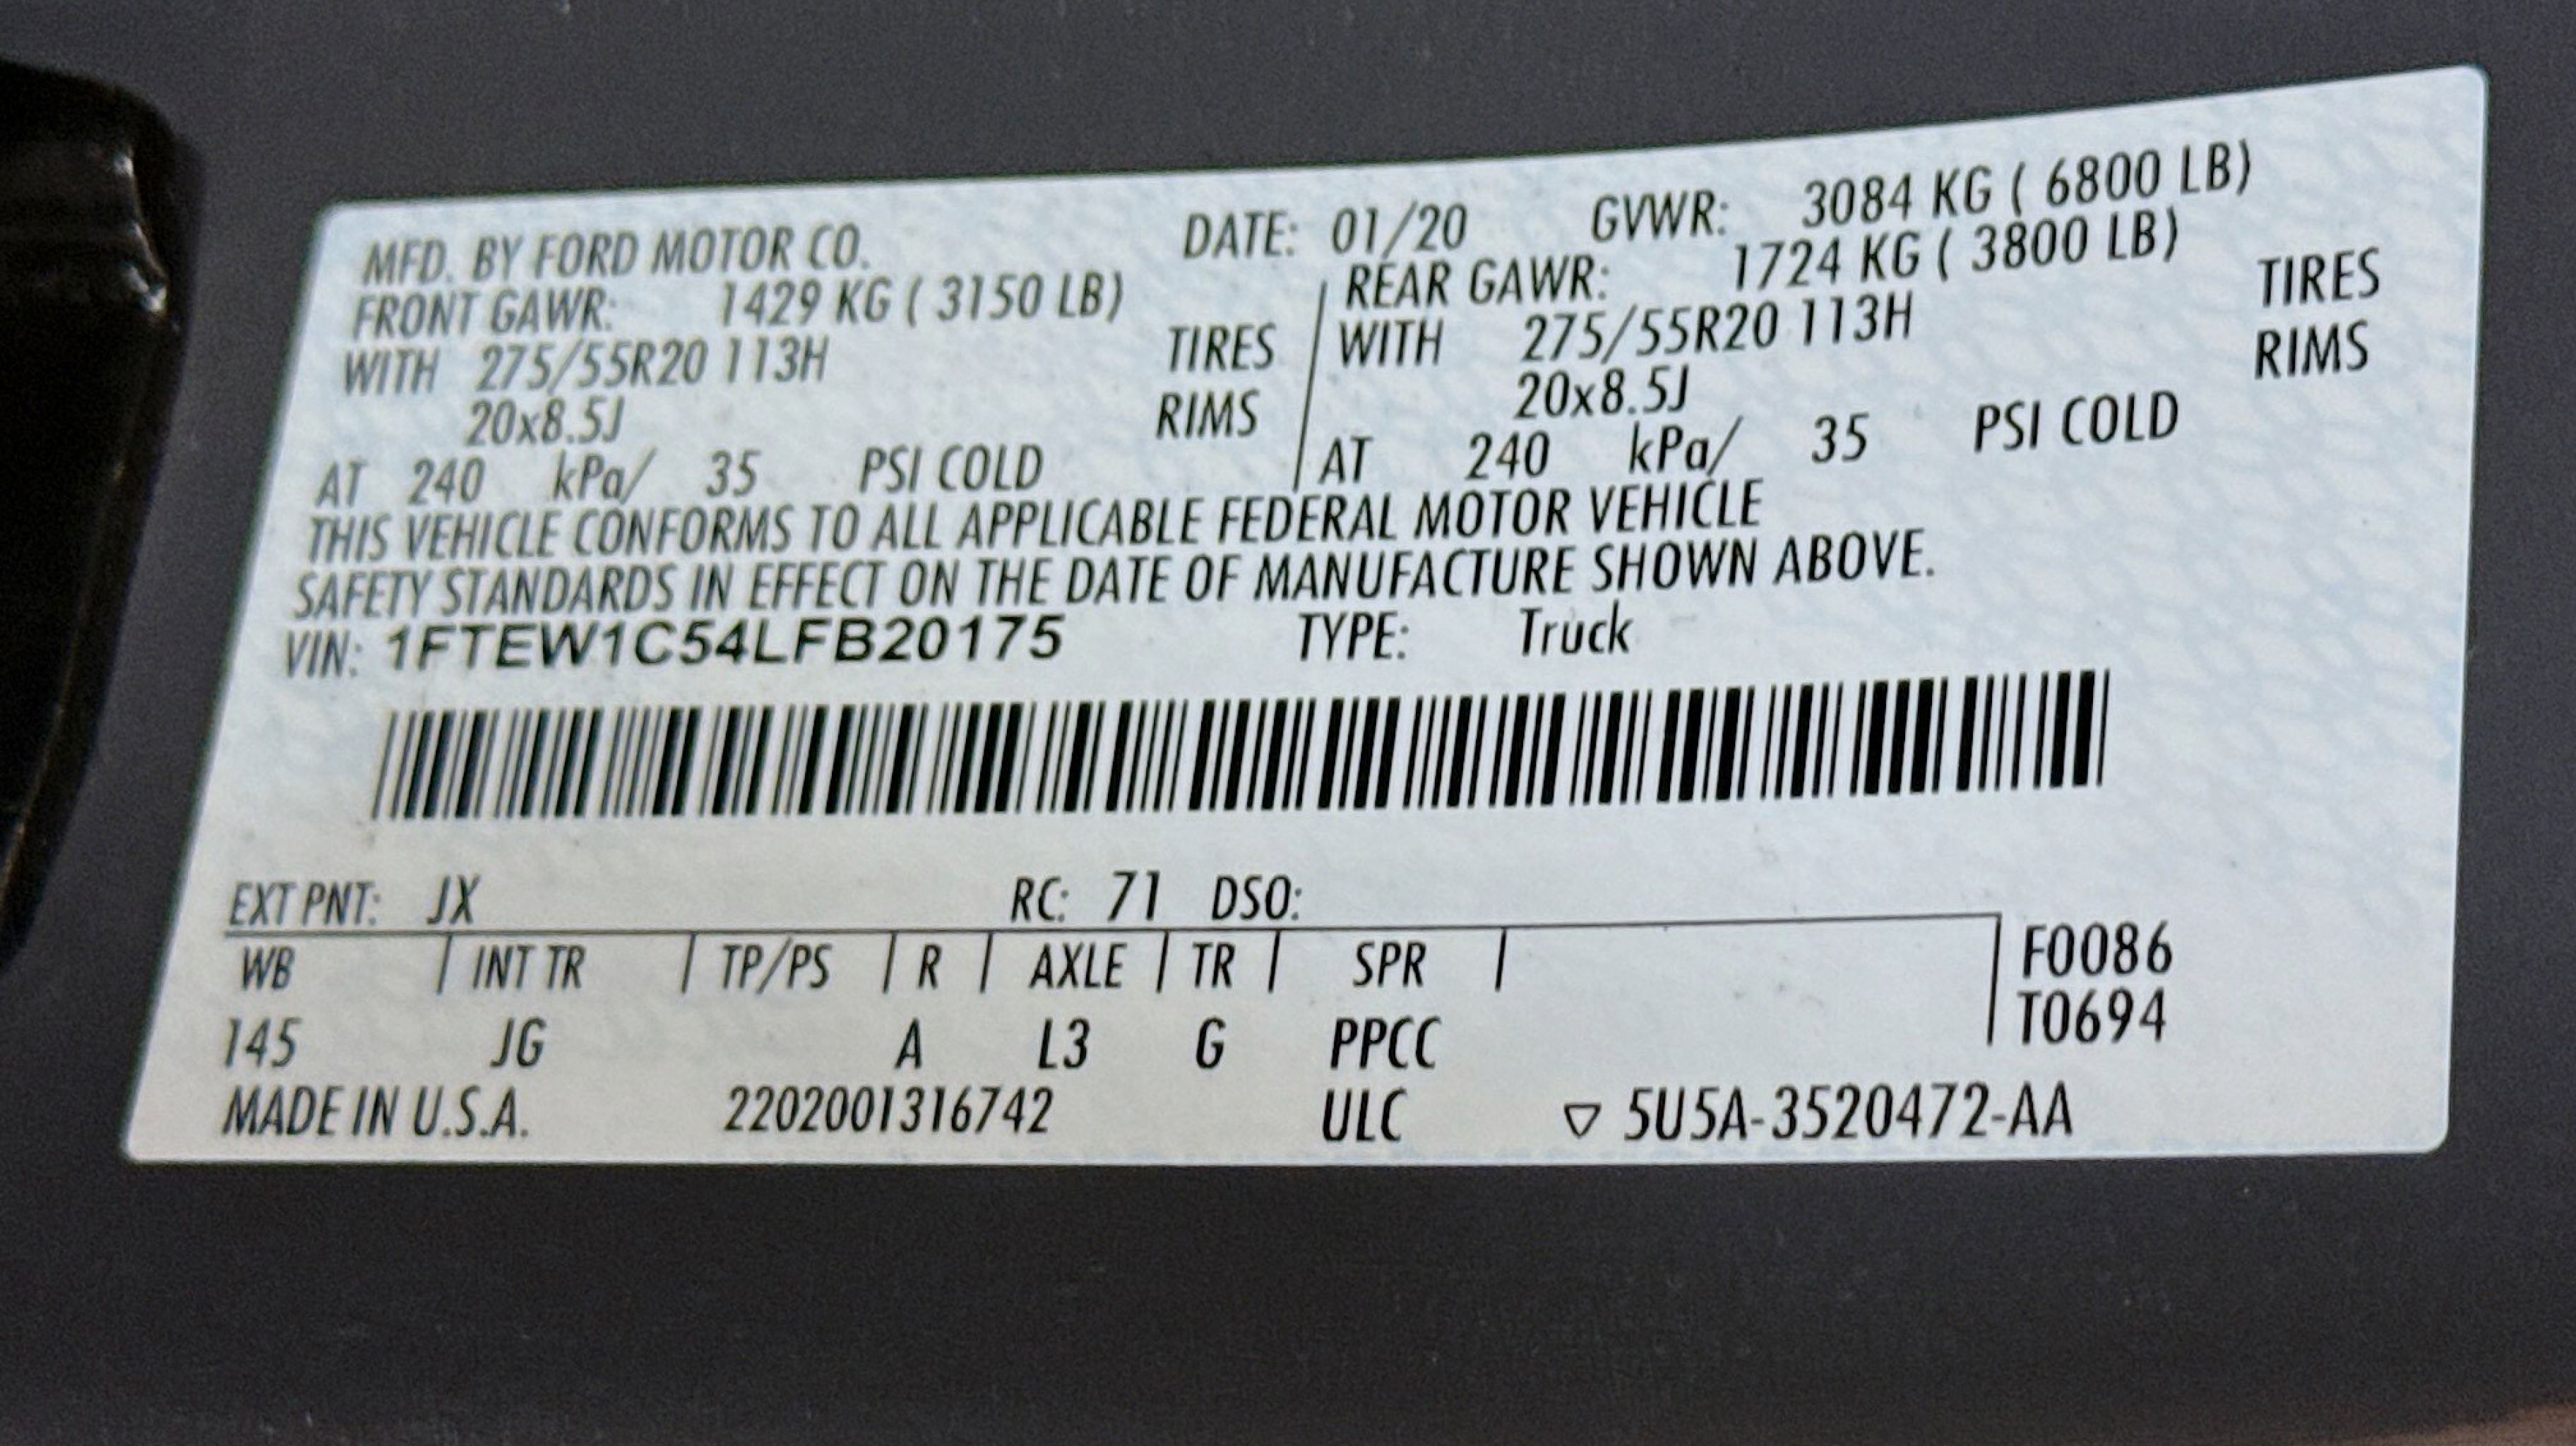 MFD. BY FORD MOTOR CO. DATE: 01/20 GVWR: 3084 KG ( 6800 LB)
FRONT GAWR: 1429 KG ( 3150 LB) REAR GAWR: 1724 KG ( 3800 LB)
WITH 275/55R20 113H TIRES WITH 275/55R20 113H TIRES
20x8.5J RIMS 20x8.5J RIMS
AT 240 kPa/ 35 PSI COLD AT 240 kPa/ 35 PSI COLD
THIS VEHICLE CONFORMS TO ALL APPLICABLE FEDERAL MOTOR VEHICLE
SAFETY STANDARDS IN EFFECT ON THE DATE OF MANUFACTURE SHOWN ABOVE.
VIN: 1FTEW1C54LFB20175 TYPE: Truck
EXT PNT: JX RC: 71 DSO:
WB INT TR TP/PS R AXLE TR SPR F0086
T0694
145 JG A L3 G PPCC
MADE IN U.S.A. 2202001316742 ULC ▽ 5U5A-3520472-AA